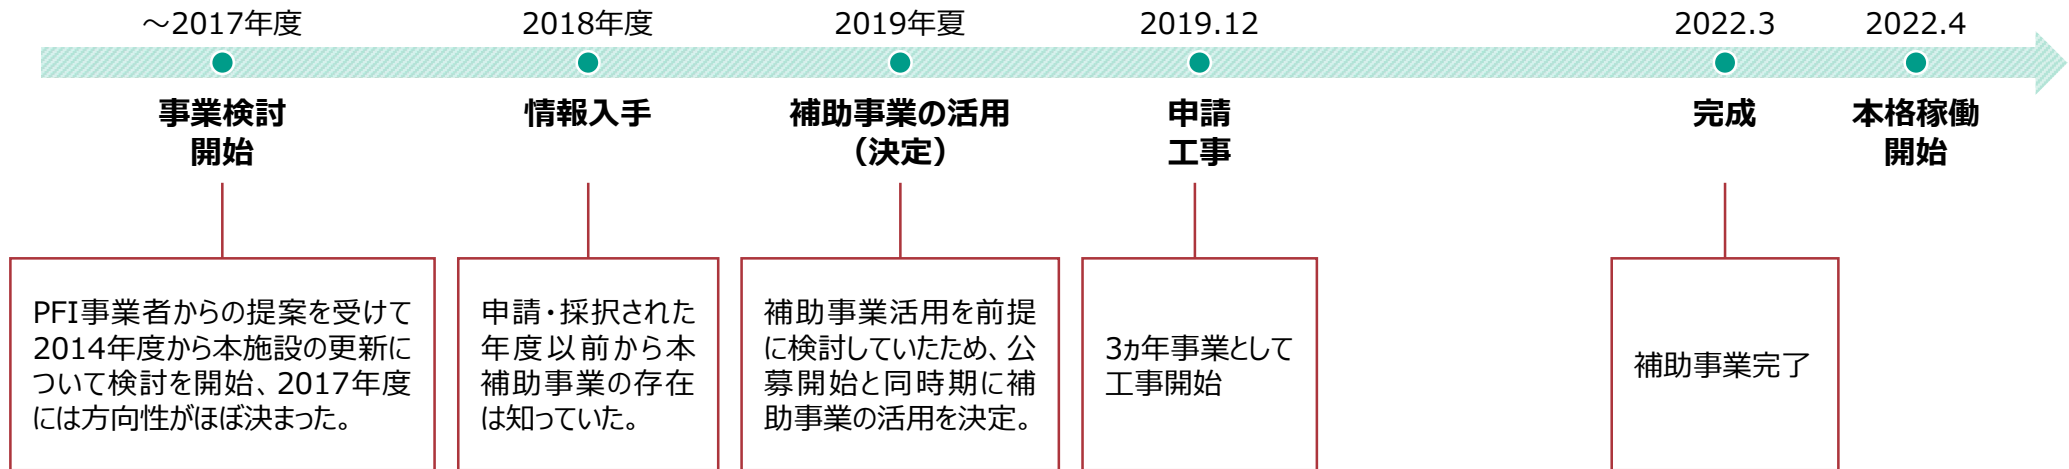 ～2017年度
2018年度
2019年夏
2019.12
2022.3
2022.4
事業検討
開始
情報入手
補助事業の活用
（決定）
申請
工事
完成
本格稼働
開始
PFI事業者からの提案を受けて
2014年度から本施設の更新に
ついて検討を開始、2017年度
には方向性がほぼ決まった。
申請・採択された
年度以前から本
補助事業の存在
は知っていた。
補助事業活用を前提
に検討していたため、公
募開始と同時期に補
助事業の活用を決定。
3ヵ年事業として
工事開始
補助事業完了